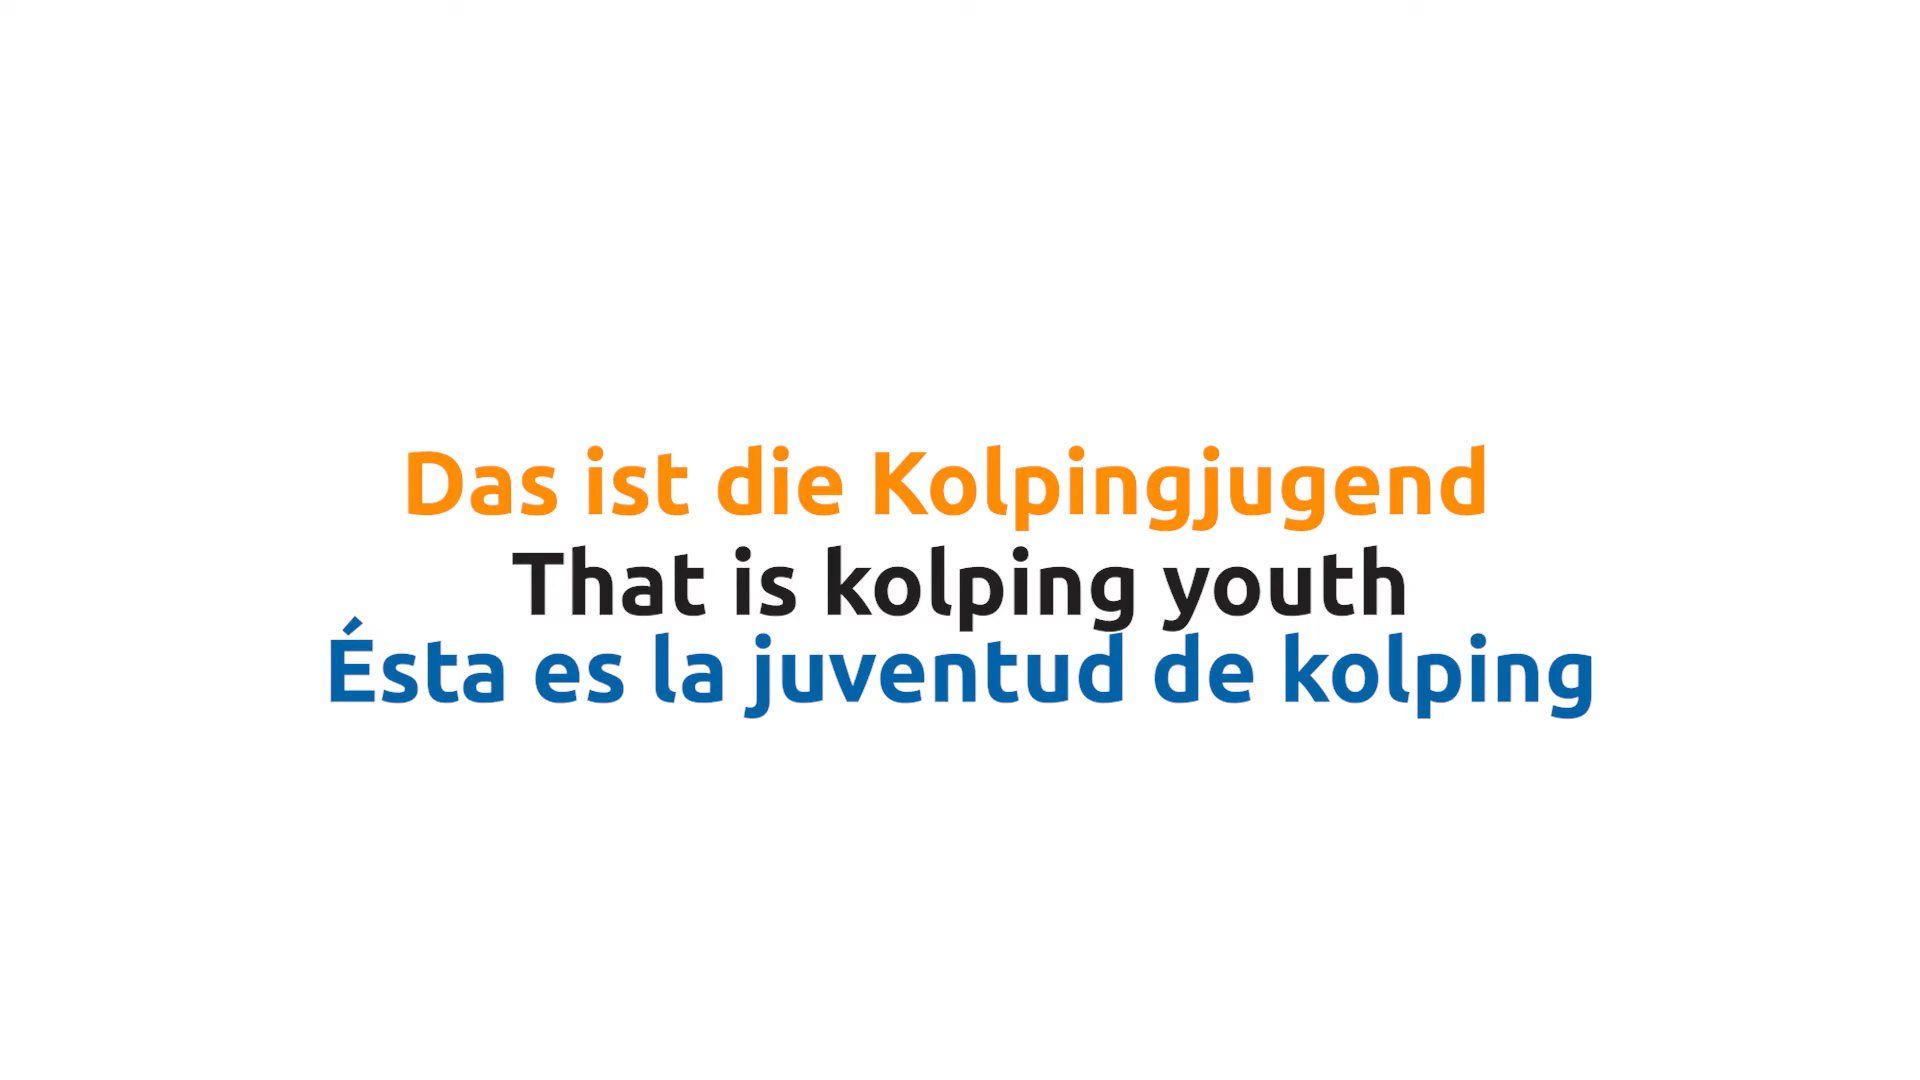 Das ist die Kolpingjugend
That is kolping youth
Ésta es la juventud de kolping